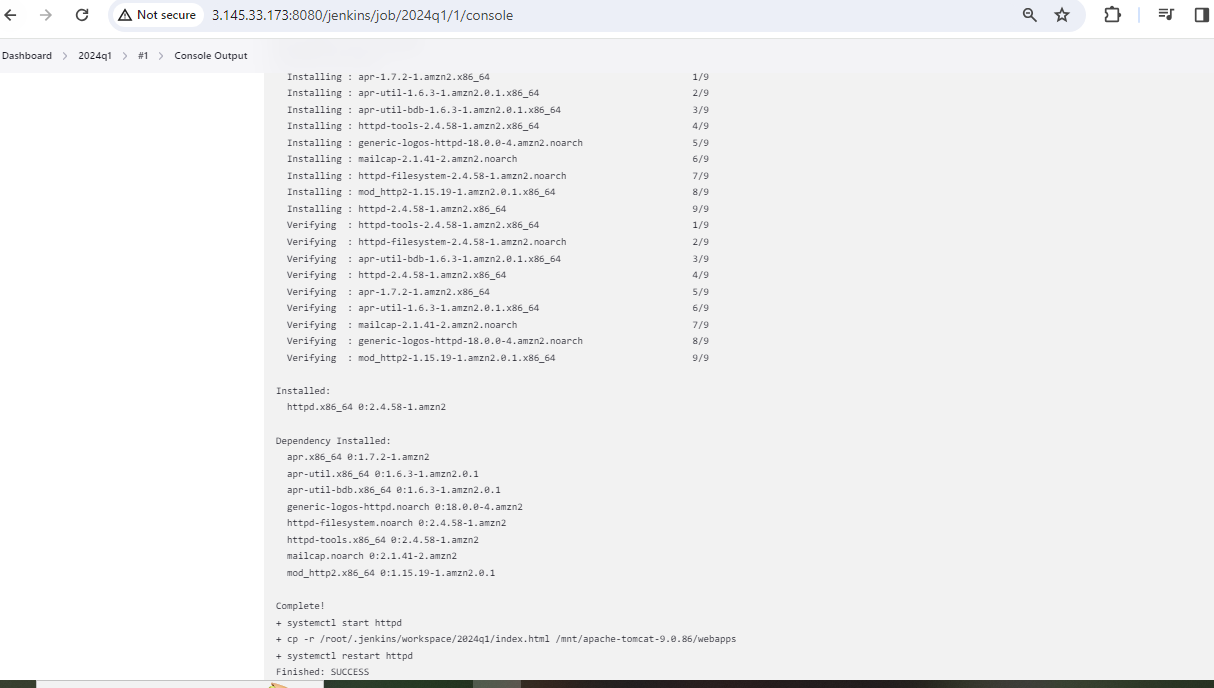 Not secure 3.145.33.173:8080/jenkins/job/2024q1/1/console
Dashboard > 2024q1 > #1 > Console Output
Installing : apr-1.7.2-1.amzn2.x86_64 1/9
Installing : apr-util-1.6.3-1.amzn2.0.1.x86_64 2/9
Installing : apr-util-bdb-1.6.3-1.amzn2.0.1.x86_64 3/9
Installing : httpd-tools-2.4.58-1.amzn2.x86_64 4/9
Installing : generic-logos-httpd-18.0.0-4.amzn2.noarch 5/9
Installing : mailcap-2.1.41-2.amzn2.noarch 6/9
Installing : httpd-filesystem-2.4.58-1.amzn2.noarch 7/9
Installing : mod_http2-1.15.19-1.amzn2.0.1.x86_64 8/9
Installing : httpd-2.4.58-1.amzn2.x86_64 9/9
Verifying : httpd-tools-2.4.58-1.amzn2.x86_64 1/9
Verifying : httpd-filesystem-2.4.58-1.amzn2.noarch 2/9
Verifying : apr-util-bdb-1.6.3-1.amzn2.0.1.x86_64 3/9
Verifying : httpd-2.4.58-1.amzn2.x86_64 4/9
Verifying : apr-1.7.2-1.amzn2.x86_64 5/9
Verifying : apr-util-1.6.3-1.amzn2.0.1.x86_64 6/9
Verifying : mailcap-2.1.41-2.amzn2.noarch 7/9
Verifying : generic-logos-httpd-18.0.0-4.amzn2.noarch 8/9
Verifying : mod_http2-1.15.19-1.amzn2.0.1.x86_64 9/9
Installed:
httpd.x86_64 0:2.4.58-1.amzn2
Dependency Installed:
apr.x86_64 0:1.7.2-1.amzn2
apr-util.x86_64 0:1.6.3-1.amzn2.0.1
apr-util-bdb.x86_64 0:1.6.3-1.amzn2.0.1
generic-logos-httpd.noarch 0:18.0.0-4.amzn2
httpd-filesystem.noarch 0:2.4.58-1.amzn2
httpd-tools.x86_64 0:2.4.58-1.amzn2
mailcap.noarch 0:2.1.41-2.amzn2
mod_http2.x86_64 0:1.15.19-1.amzn2.0.1
Complete!
+ systemctl start httpd
+ cp -r /root/.jenkins/workspace/2024q1/index.html /mnt/apache-tomcat-9.0.86/webapps
+ systemctl restart httpd
Finished: SUCCESS